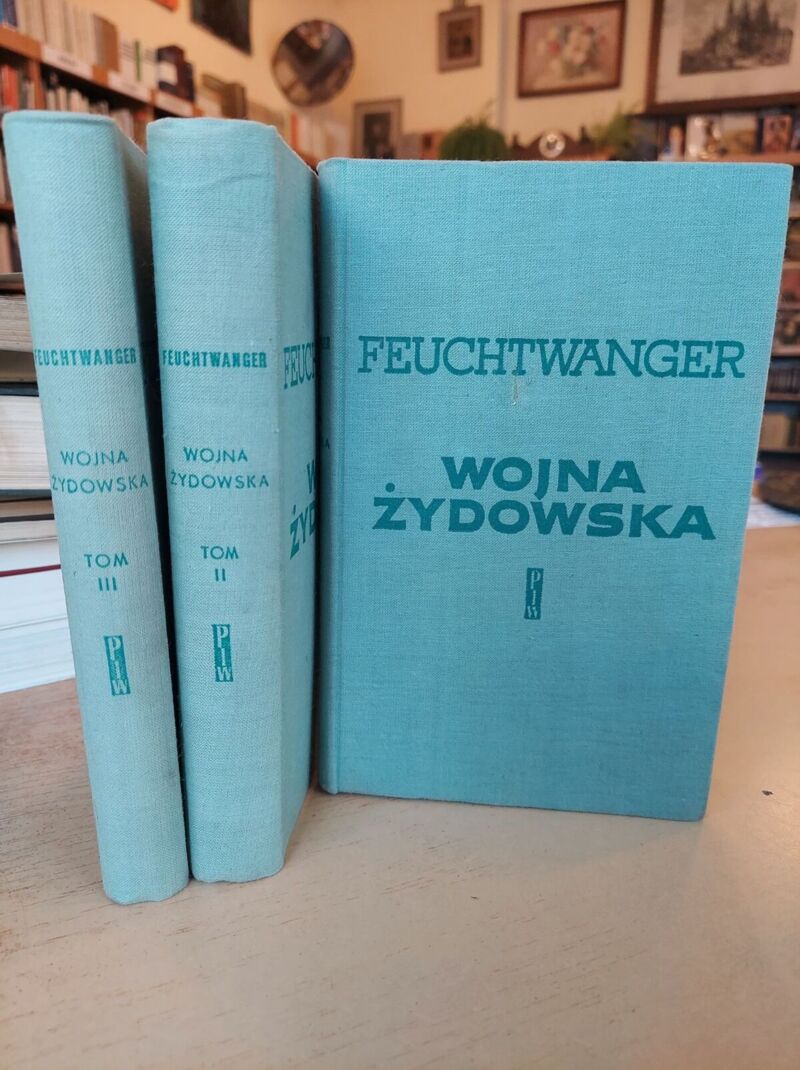 FEUCHTWANGER
WOJNA
ŻYDOWSKA
TOM
III
PIW
FEUCHTWANGER
WOJNA
ŻYDOWSKA
TOM
II
PIW
FEUCHTWANGER
WOJNA
ŻYDOWSKA
PIW